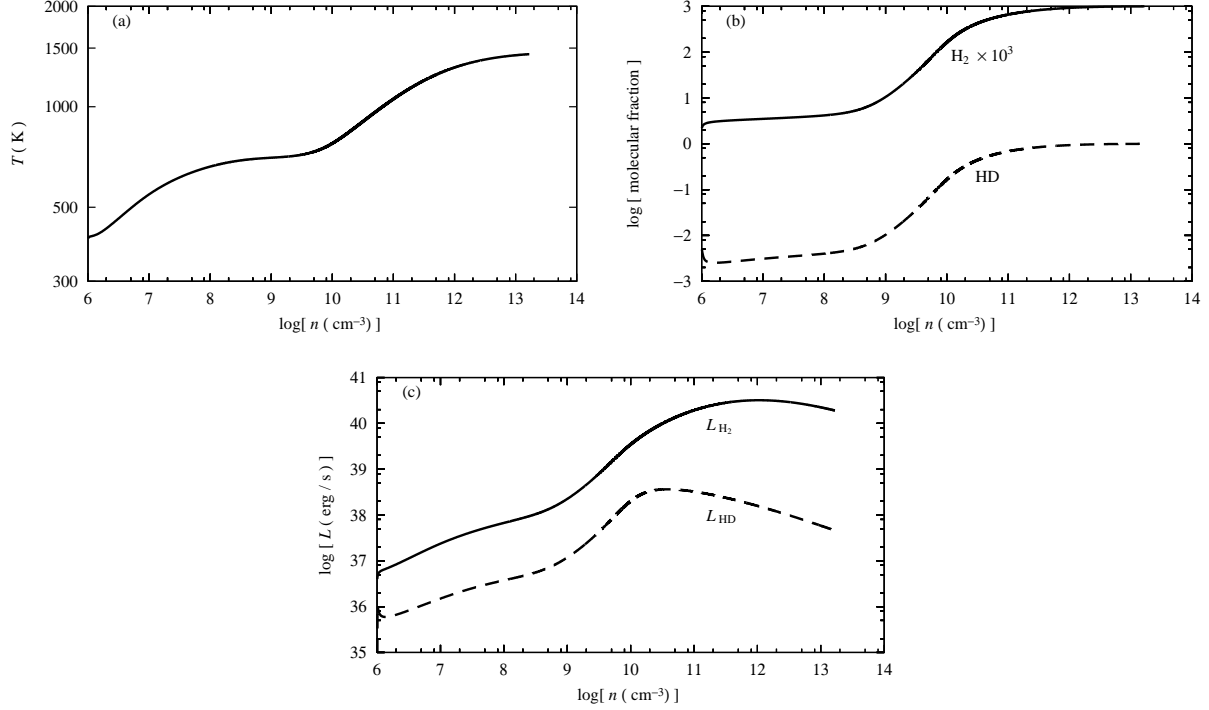 (a)
2000
1500
1000
500
300
T ( K )
6 7 8 9 10 11 12 13 14
log[ n ( cm⁻³) ]
(b)
3
2
1
0
−1
−2
−3
log [ molecular fraction ]
H₂ ×10³
HD
6 7 8 9 10 11 12 13 14
log[ n ( cm⁻³) ]
(c)
41
40
39
38
37
36
35
log [ L ( erg / s ) ]
L H₂
L HD
6 7 8 9 10 11 12 13 14
log[ n ( cm⁻³) ]